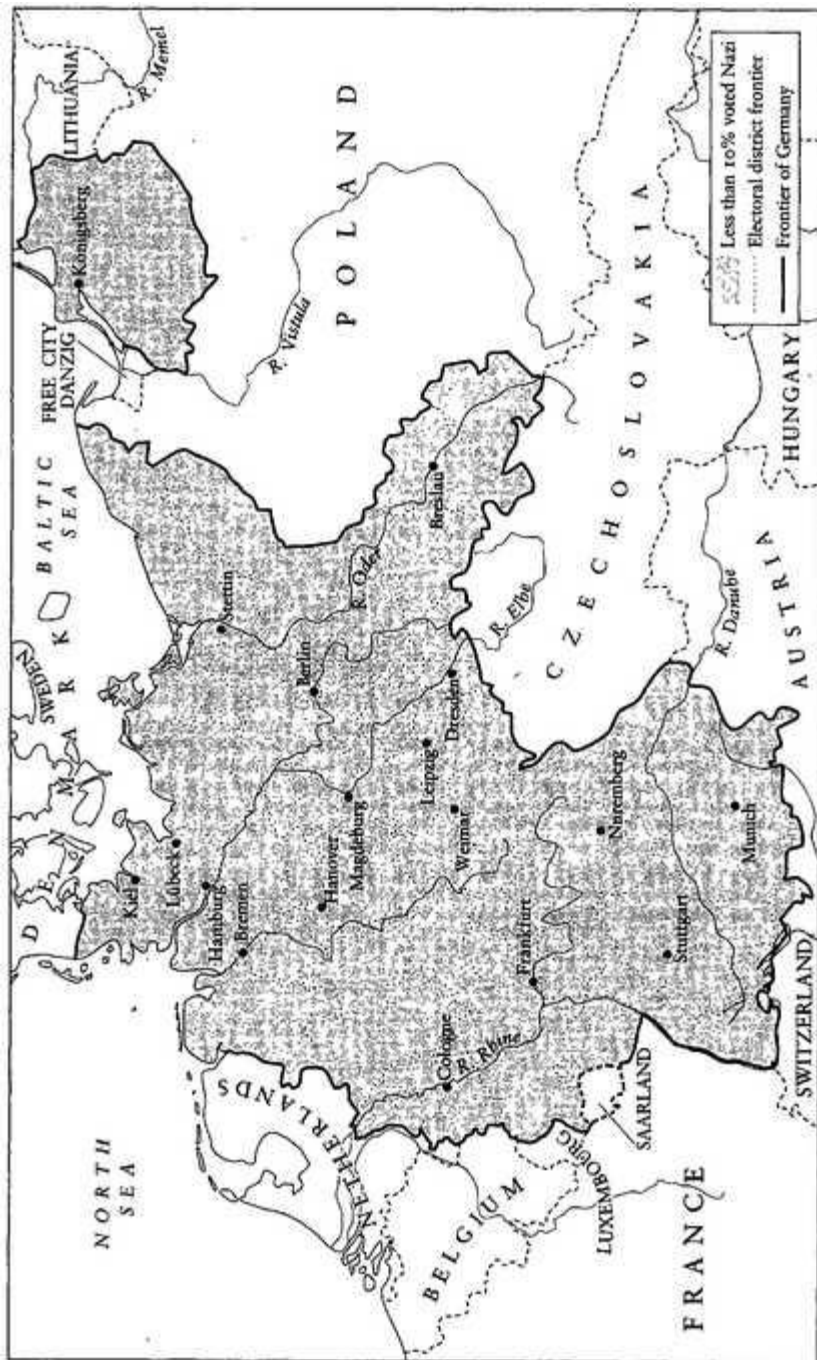 NORTH
SEA
D E N M A R K
SWEDEN
BALTIC
SEA
FREE CITY
DANZIG
LITHUANIA
R. Memel
Königsberg
Kiel
Lübeck
Hamburg
Bremen
Stettin
Berlin
Hanover
Magdeburg
R. Oder
R. Vistula
POLAND
NETHERLANDS
Cologne
R. Rhine
BELGIUM
LUXEMBOURG
SAARLAND
Frankfurt
Weimar
Leipzig
Dresden
Breslau
R. Elbe
CZECHOSLOVAKIA
FRANCE
Nuremberg
Stuttgart
Munich
R. Danube
SWITZERLAND
AUSTRIA
HUNGARY
Less than 10% voted Nazi
Electoral district frontier
Frontier of Germany